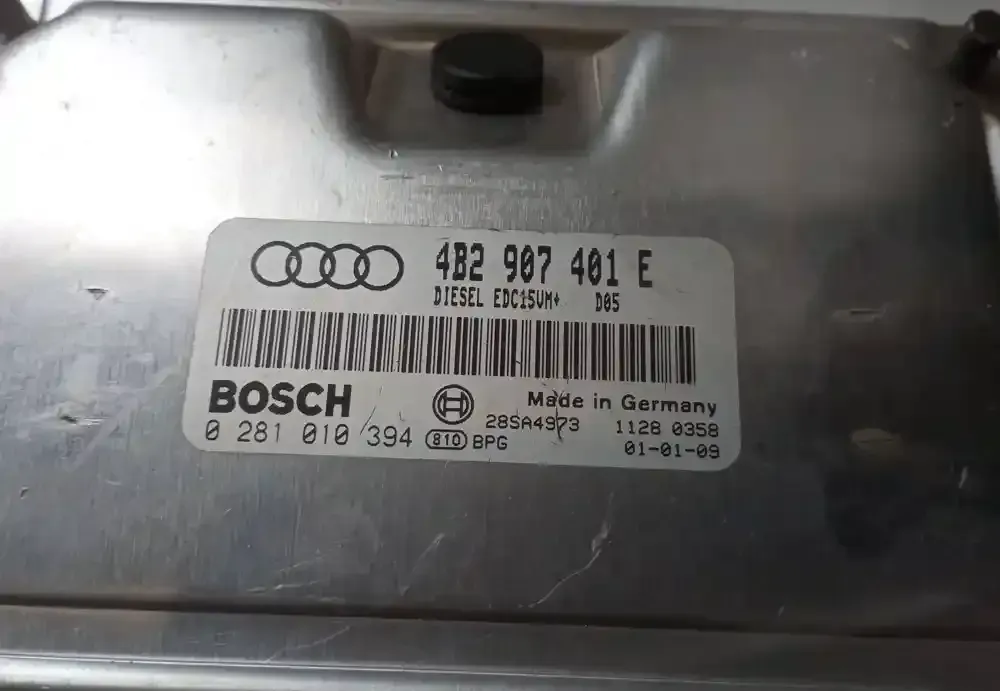 4B2 907 401 E
DIESEL EDC15VM+ D05
BOSCH
Made in Germany
28SA4973 1128 0358
0 281 010 394 810 BPG 01-01-09